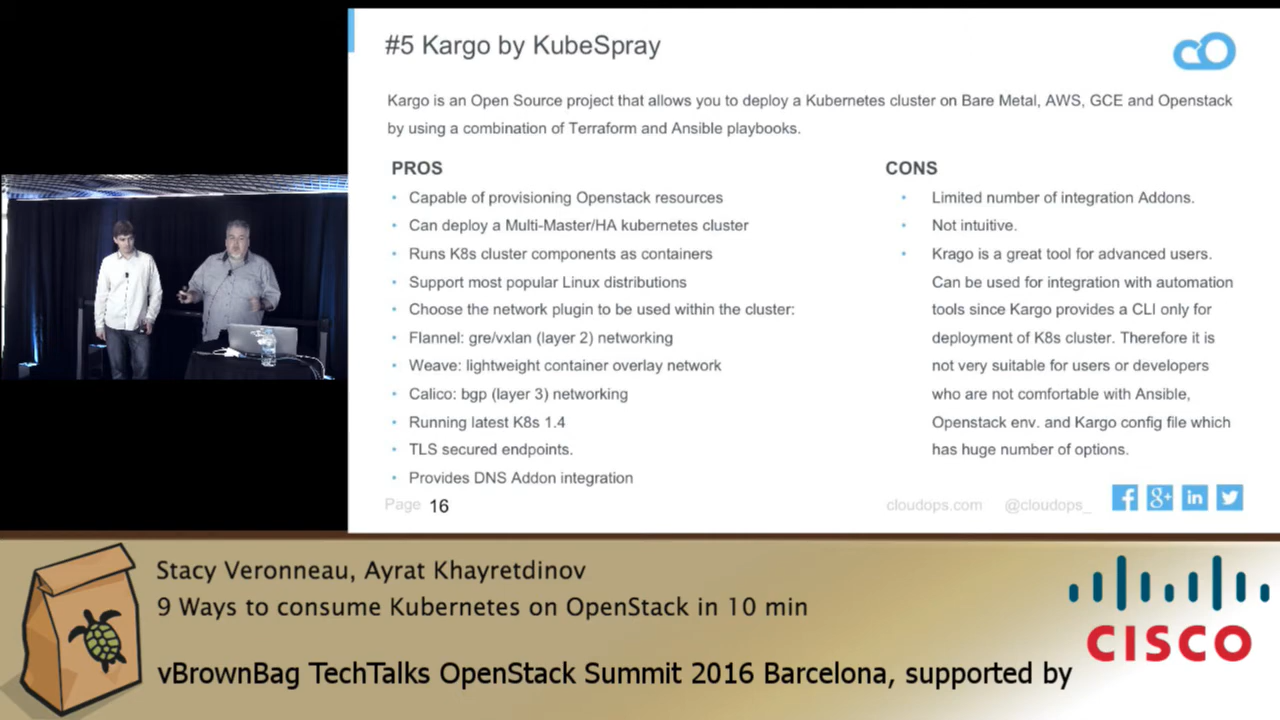 #5 Kargo by KubeSpray
Kargo is an Open Source project that allows you to deploy a Kubernetes cluster on Bare Metal, AWS, GCE and Openstack
by using a combination of Terraform and Ansible playbooks.
PROS
• Capable of provisioning Openstack resources
• Can deploy a Multi-Master/HA kubernetes cluster
• Runs K8s cluster components as containers
• Support most popular Linux distributions
• Choose the network plugin to be used within the cluster:
• Flannel: gre/vxlan (layer 2) networking
• Weave: lightweight container overlay network
• Calico: bgp (layer 3) networking
• Running latest K8s 1.4
• TLS secured endpoints.
• Provides DNS Addon integration
CONS
• Limited number of integration Addons.
• Not intuitive.
• Krago is a great tool for advanced users.
Can be used for integration with automation
tools since Kargo provides a CLI only for
deployment of K8s cluster. Therefore it is
not very suitable for users or developers
who are not comfortable with Ansible,
Openstack env. and Kargo config file which
has huge number of options.
Page 16
cloudops.com @cloudops_
f g+ in
Stacy Veronneau, Ayrat Khayretdinov
9 Ways to consume Kubernetes on OpenStack in 10 min
vBrownBag TechTalks OpenStack Summit 2016 Barcelona, supported by
CISCO